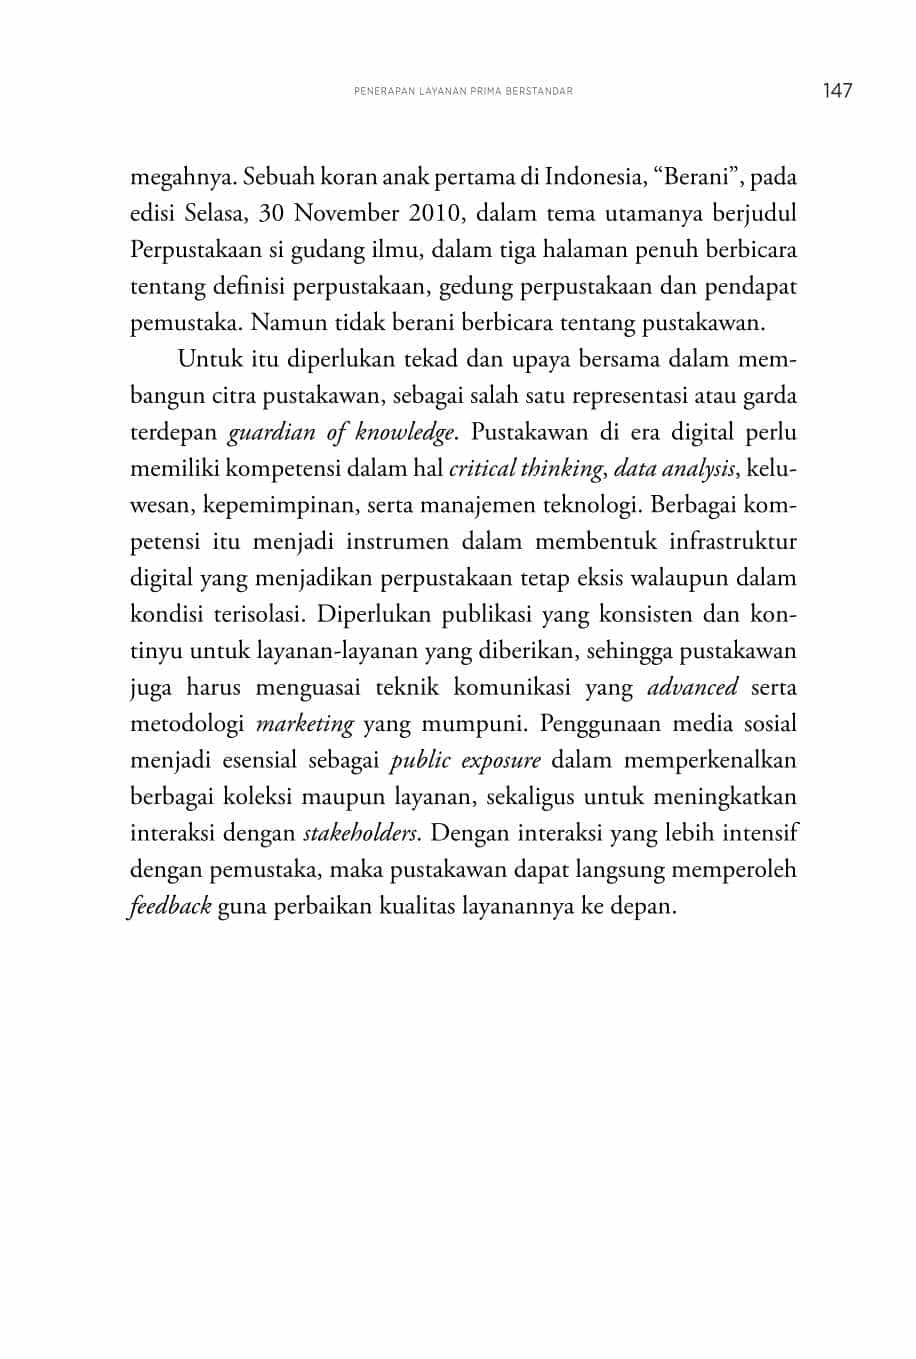 PENERAPAN LAYANAN PRIMA BERSTANDAR 147
megahnya. Sebuah koran anak pertama di Indonesia, “Berani”, pada
edisi Selasa, 30 November 2010, dalam tema utamanya berjudul
Perpustakaan si gudang ilmu, dalam tiga halaman penuh berbicara
tentang definisi perpustakaan, gedung perpustakaan dan pendapat
pemustaka. Namun tidak berani berbicara tentang pustakawan.
Untuk itu diperlukan tekad dan upaya bersama dalam mem-
bangun citra pustakawan, sebagai salah satu representasi atau garda
terdepan guardian of knowledge. Pustakawan di era digital perlu
memiliki kompetensi dalam hal critical thinking, data analysis, kelu-
wesan, kepemimpinan, serta manajemen teknologi. Berbagai kom-
petensi itu menjadi instrumen dalam membentuk infrastruktur
digital yang menjadikan perpustakaan tetap eksis walaupun dalam
kondisi terisolasi. Diperlukan publikasi yang konsisten dan kon-
tinyu untuk layanan-layanan yang diberikan, sehingga pustakawan
juga harus menguasai teknik komunikasi yang advanced serta
metodologi marketing yang mumpuni. Penggunaan media sosial
menjadi esensial sebagai public exposure dalam memperkenalkan
berbagai koleksi maupun layanan, sekaligus untuk meningkatkan
interaksi dengan stakeholders. Dengan interaksi yang lebih intensif
dengan pemustaka, maka pustakawan dapat langsung memperoleh
feedback guna perbaikan kualitas layanannya ke depan.